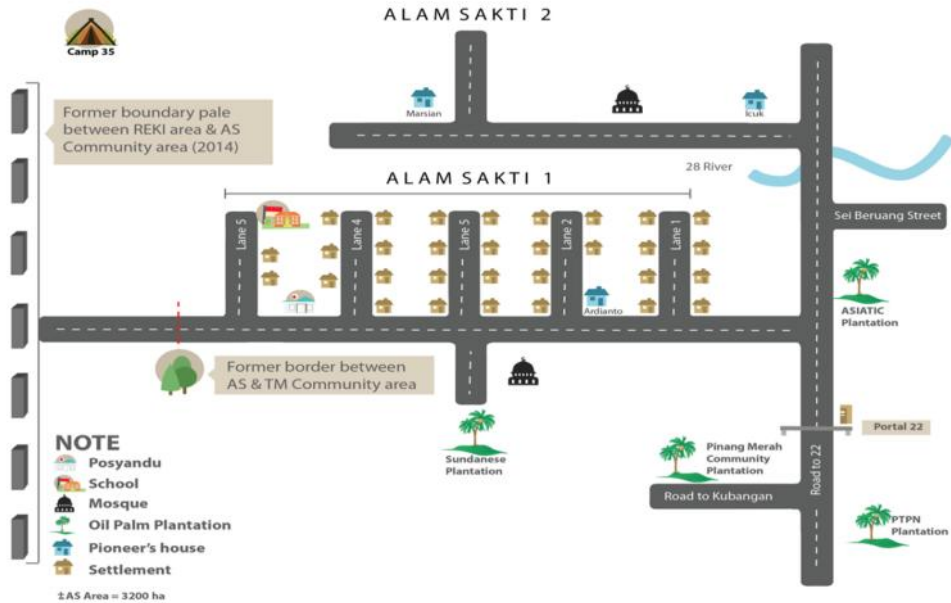 ALAM SAKTI 2
Camp 35
Former boundary pale
between REKI area & AS
Community area (2014)
Marsian
Icuk
28 River
ALAM SAKTI 1
Sei Beruang Street
Lane 5
Lane 4
Lane 5
Lane 2
Lane 1
Ardianto
ASIATIC
Plantation
Former border between
AS & TM Community area
Portal 22
Sundanese
Plantation
Pinang Merah
Community
Plantation
Road to Kubangan
Road to 22
PTPN
Plantation
NOTE
Posyandu
School
Mosque
Oil Palm Plantation
Pioneer's house
Settlement
±AS Area = 3200 ha